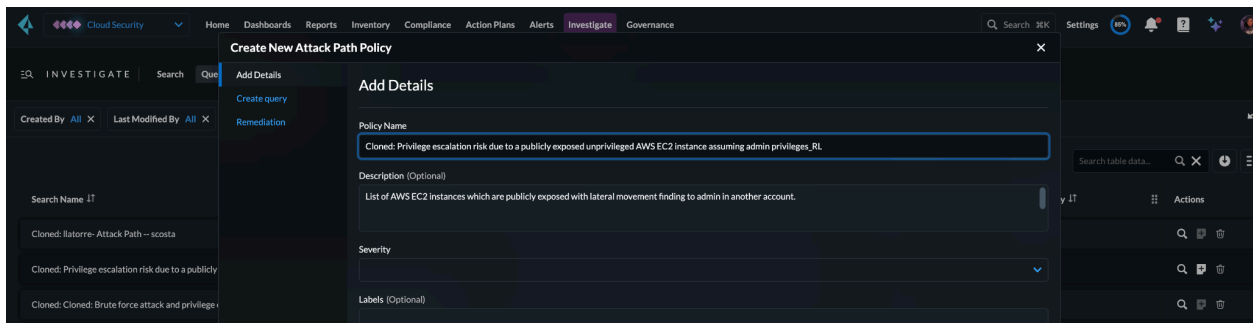 Cloud Security
Home Dashboards Reports Inventory Compliance Action Plans Alerts Investigate Governance
Search ⌘K
Settings
85%
Create New Attack Path Policy
INVESTIGATE
Search
Que
Add Details
Create query
Remediation
Add Details
Created By All
Last Modified By All
Policy Name
Cloned: Privilege escalation risk due to a publicly exposed unprivileged AWS EC2 instance assuming admin privileges_RL
Description (Optional)
List of AWS EC2 instances which are publicly exposed with lateral movement finding to admin in another account.
Search table data...
Search Name
y
Actions
Cloned: llatorre- Attack Path -- scosta
Severity
Cloned: Privilege escalation risk due to a publicly
Cloned: Cloned: Brute force attack and privilege
Labels (Optional)